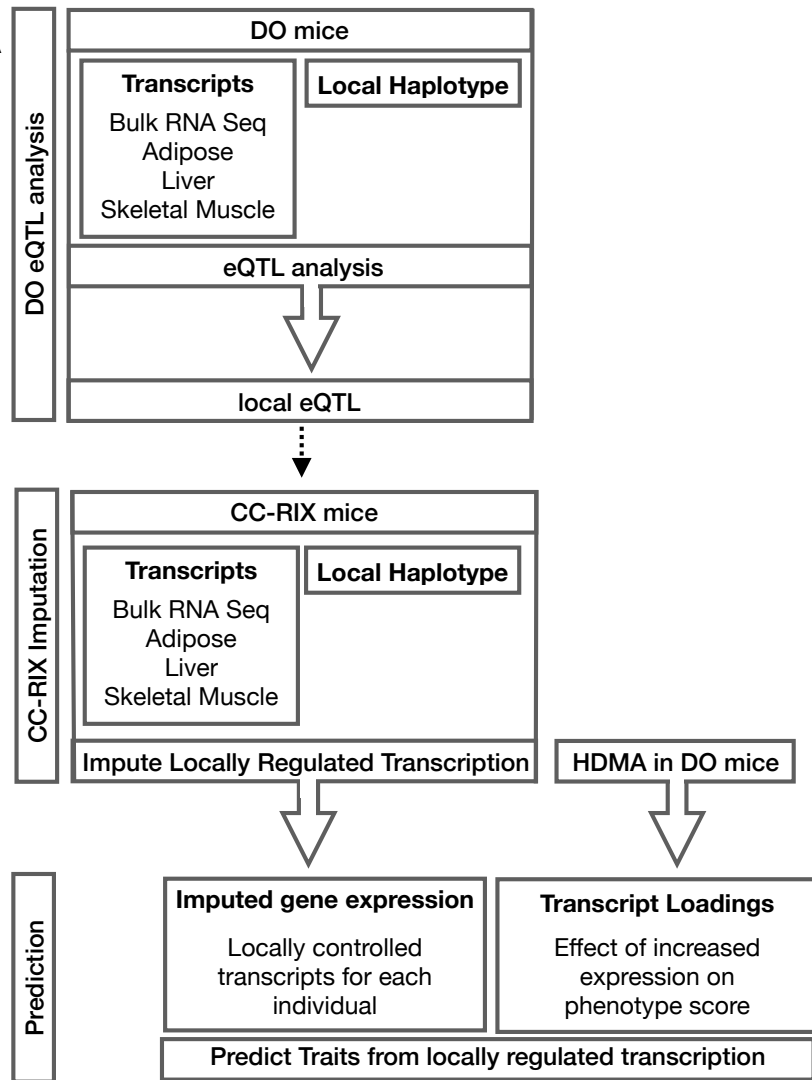 DO eQTL analysis
DO mice
Transcripts
Bulk RNA Seq
Adipose
Liver
Skeletal Muscle
Local Haplotype
eQTL analysis
local eQTL
CC-RIX Imputation
CC-RIX mice
Transcripts
Bulk RNA Seq
Adipose
Liver
Skeletal Muscle
Local Haplotype
Impute Locally Regulated Transcription
HDMA in DO mice
Prediction
Imputed gene expression
Locally controlled
transcripts for each
individual
Transcript Loadings
Effect of increased
expression on
phenotype score
Predict Traits from locally regulated transcription